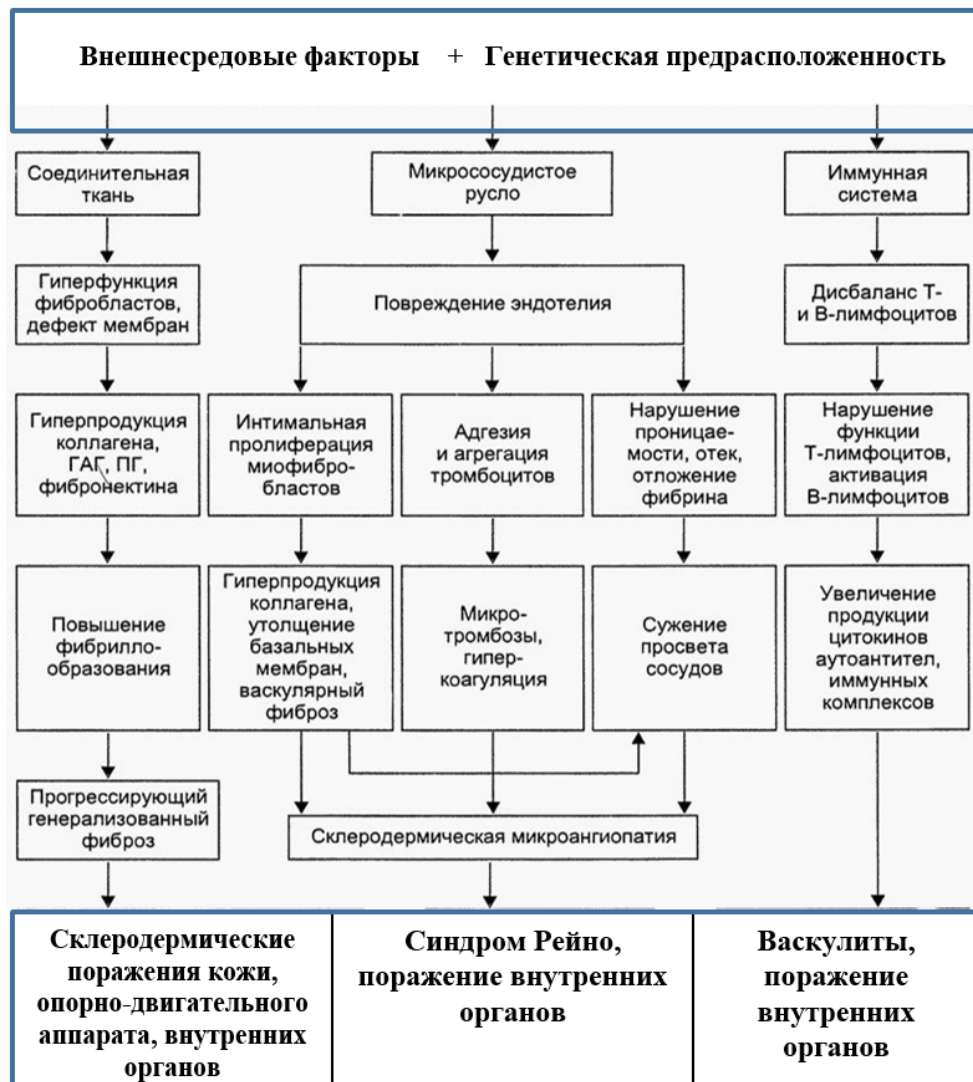 Внешнесредовые факторы + Генетическая предрасположенность
Соединительная
ткань
Микрососудистое
русло
Иммунная
система
Гиперфункция
фибробластов,
дефект мембран
Повреждение эндотелия
Дисбаланс Т-
и В-лимфоцитов
Гиперпродукция
коллагена,
ГАГ, ПГ,
фибронектина
Интимальная
пролиферация
миофибро-
бластов
Адгезия
и агрегация
тромбоцитов
Нарушение
проницае-
мости, отек,
отложение
фибрина
Нарушение
функции
Т-лимфоцитов,
активация
В-лимфоцитов
Повышение
фибрилло-
образования
Гиперпродукция
коллагена,
утолщение
базальных
мембран,
васкулярный
фиброз
Микро-
тромбозы,
гипер-
коагуляция
Сужение
просвета
сосудов
Увеличение
продукции
цитокинов
аутоантител,
иммунных
комплексов
Прогрессирующий
генерализованный
фиброз
Склеродермическая микроангиопатия
Склеродермические
поражения кожи,
опорно-двигательного
аппарата, внутренних
органов
Синдром Рейно,
поражение внутренних
органов
Васкулиты,
поражение
внутренних
органов